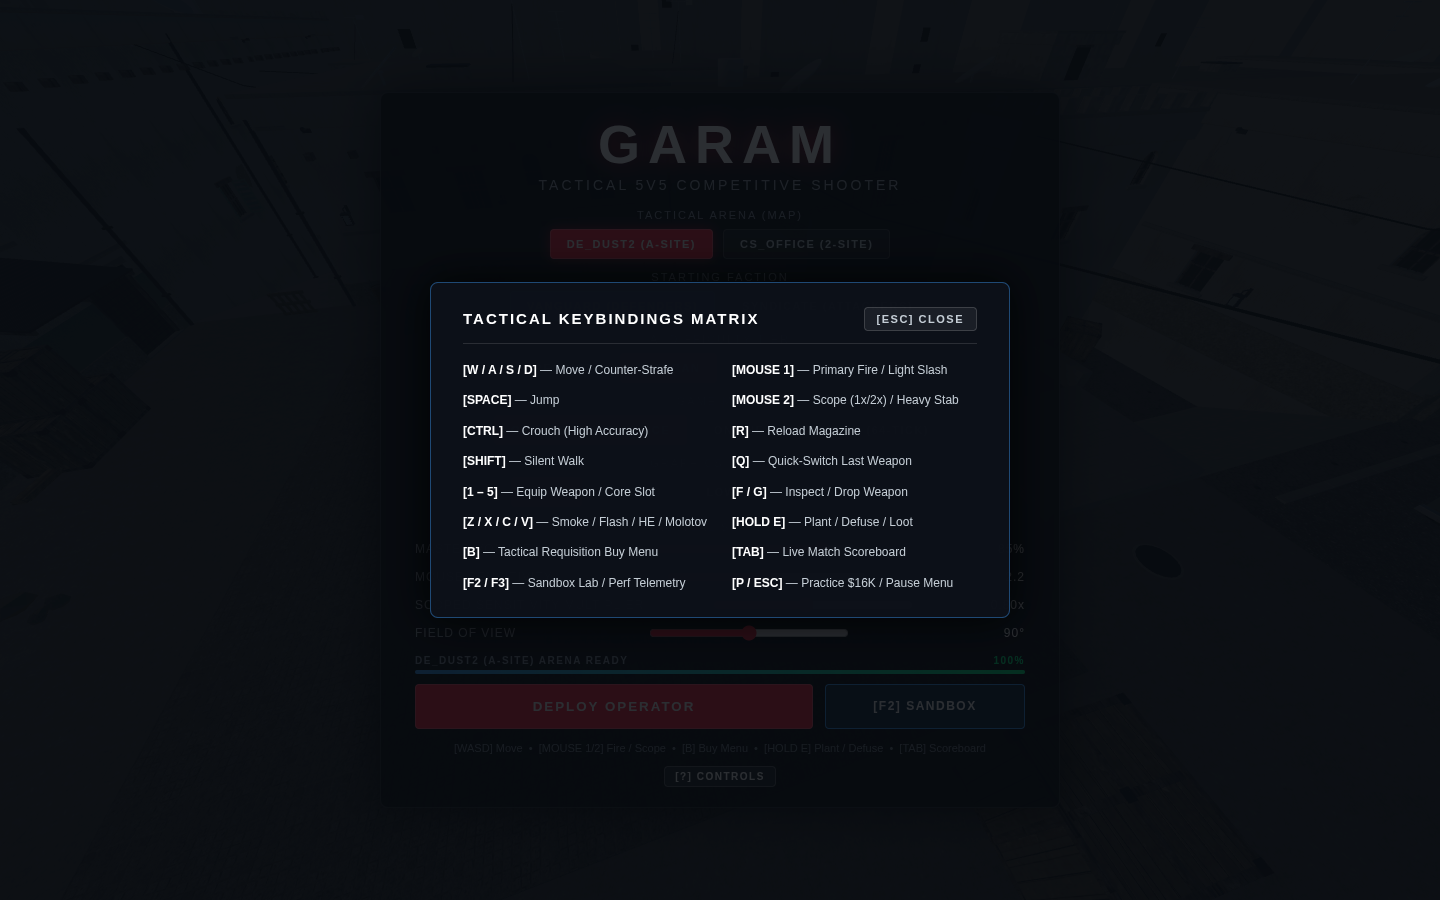 GARAM
TACTICAL 5V5 COMPETITIVE SHOOTER
TACTICAL ARENA (MAP)
DE_DUST2 (A-SITE)
CS_OFFICE (2-SITE)
STARTING FACTION
TACTICAL KEYBINDINGS MATRIX
[ESC] CLOSE
[W / A / S / D] — Move / Counter-Strafe
[MOUSE 1] — Primary Fire / Light Slash
[SPACE] — Jump
[MOUSE 2] — Scope (1x/2x) / Heavy Stab
[CTRL] — Crouch (High Accuracy)
[R] — Reload Magazine
[SHIFT] — Silent Walk
[Q] — Quick-Switch Last Weapon
[1 – 5] — Equip Weapon / Core Slot
[F / G] — Inspect / Drop Weapon
[Z / X / C / V] — Smoke / Flash / HE / Molotov
[HOLD E] — Plant / Defuse / Loot
[B] — Tactical Requisition Buy Menu
[TAB] — Live Match Scoreboard
[F2 / F3] — Sandbox Lab / Perf Telemetry
[P / ESC] — Practice $16K / Pause Menu
FIELD OF VIEW
90°
DE_DUST2 (A-SITE) ARENA READY
100%
DEPLOY OPERATOR
[F2] SANDBOX
[WASD] Move • [MOUSE 1/2] Fire / Scope • [B] Buy Menu • [HOLD E] Plant / Defuse • [TAB] Scoreboard
[?] CONTROLS